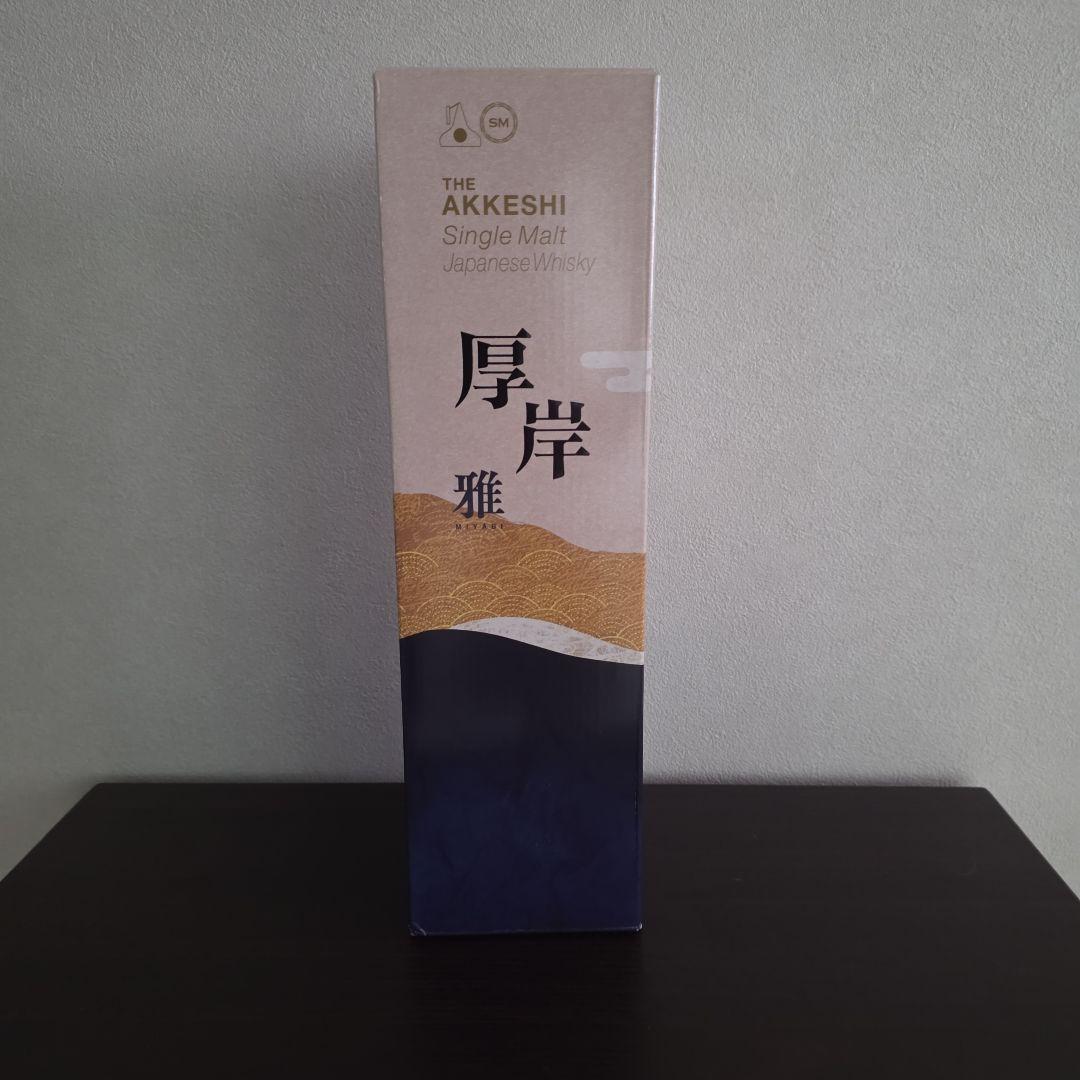 SM
THE
AKKESHI
Single Malt
Japanese Whisky
厚岸
雅
MIYABI